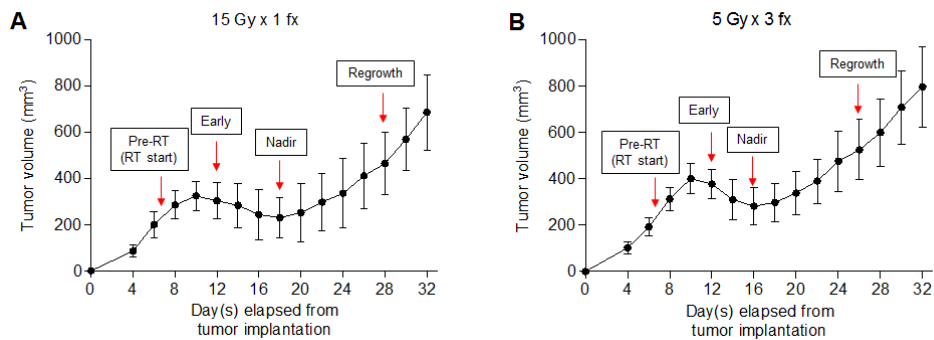 A
15 Gy x 1 fx
Tumor volume (mm3)
1000
800
600
400
200
0
Pre-RT
(RT start)
Early
Nadir
Regrowth
0 4 8 12 16 20 24 28 32
Day(s) elapsed from
tumor implantation
B
5 Gy x 3 fx
Tumor volume (mm3)
1000
800
600
400
200
0
Pre-RT
(RT start)
Early
Nadir
Regrowth
0 4 8 12 16 20 24 28 32
Day(s) elapsed from
tumor implantation